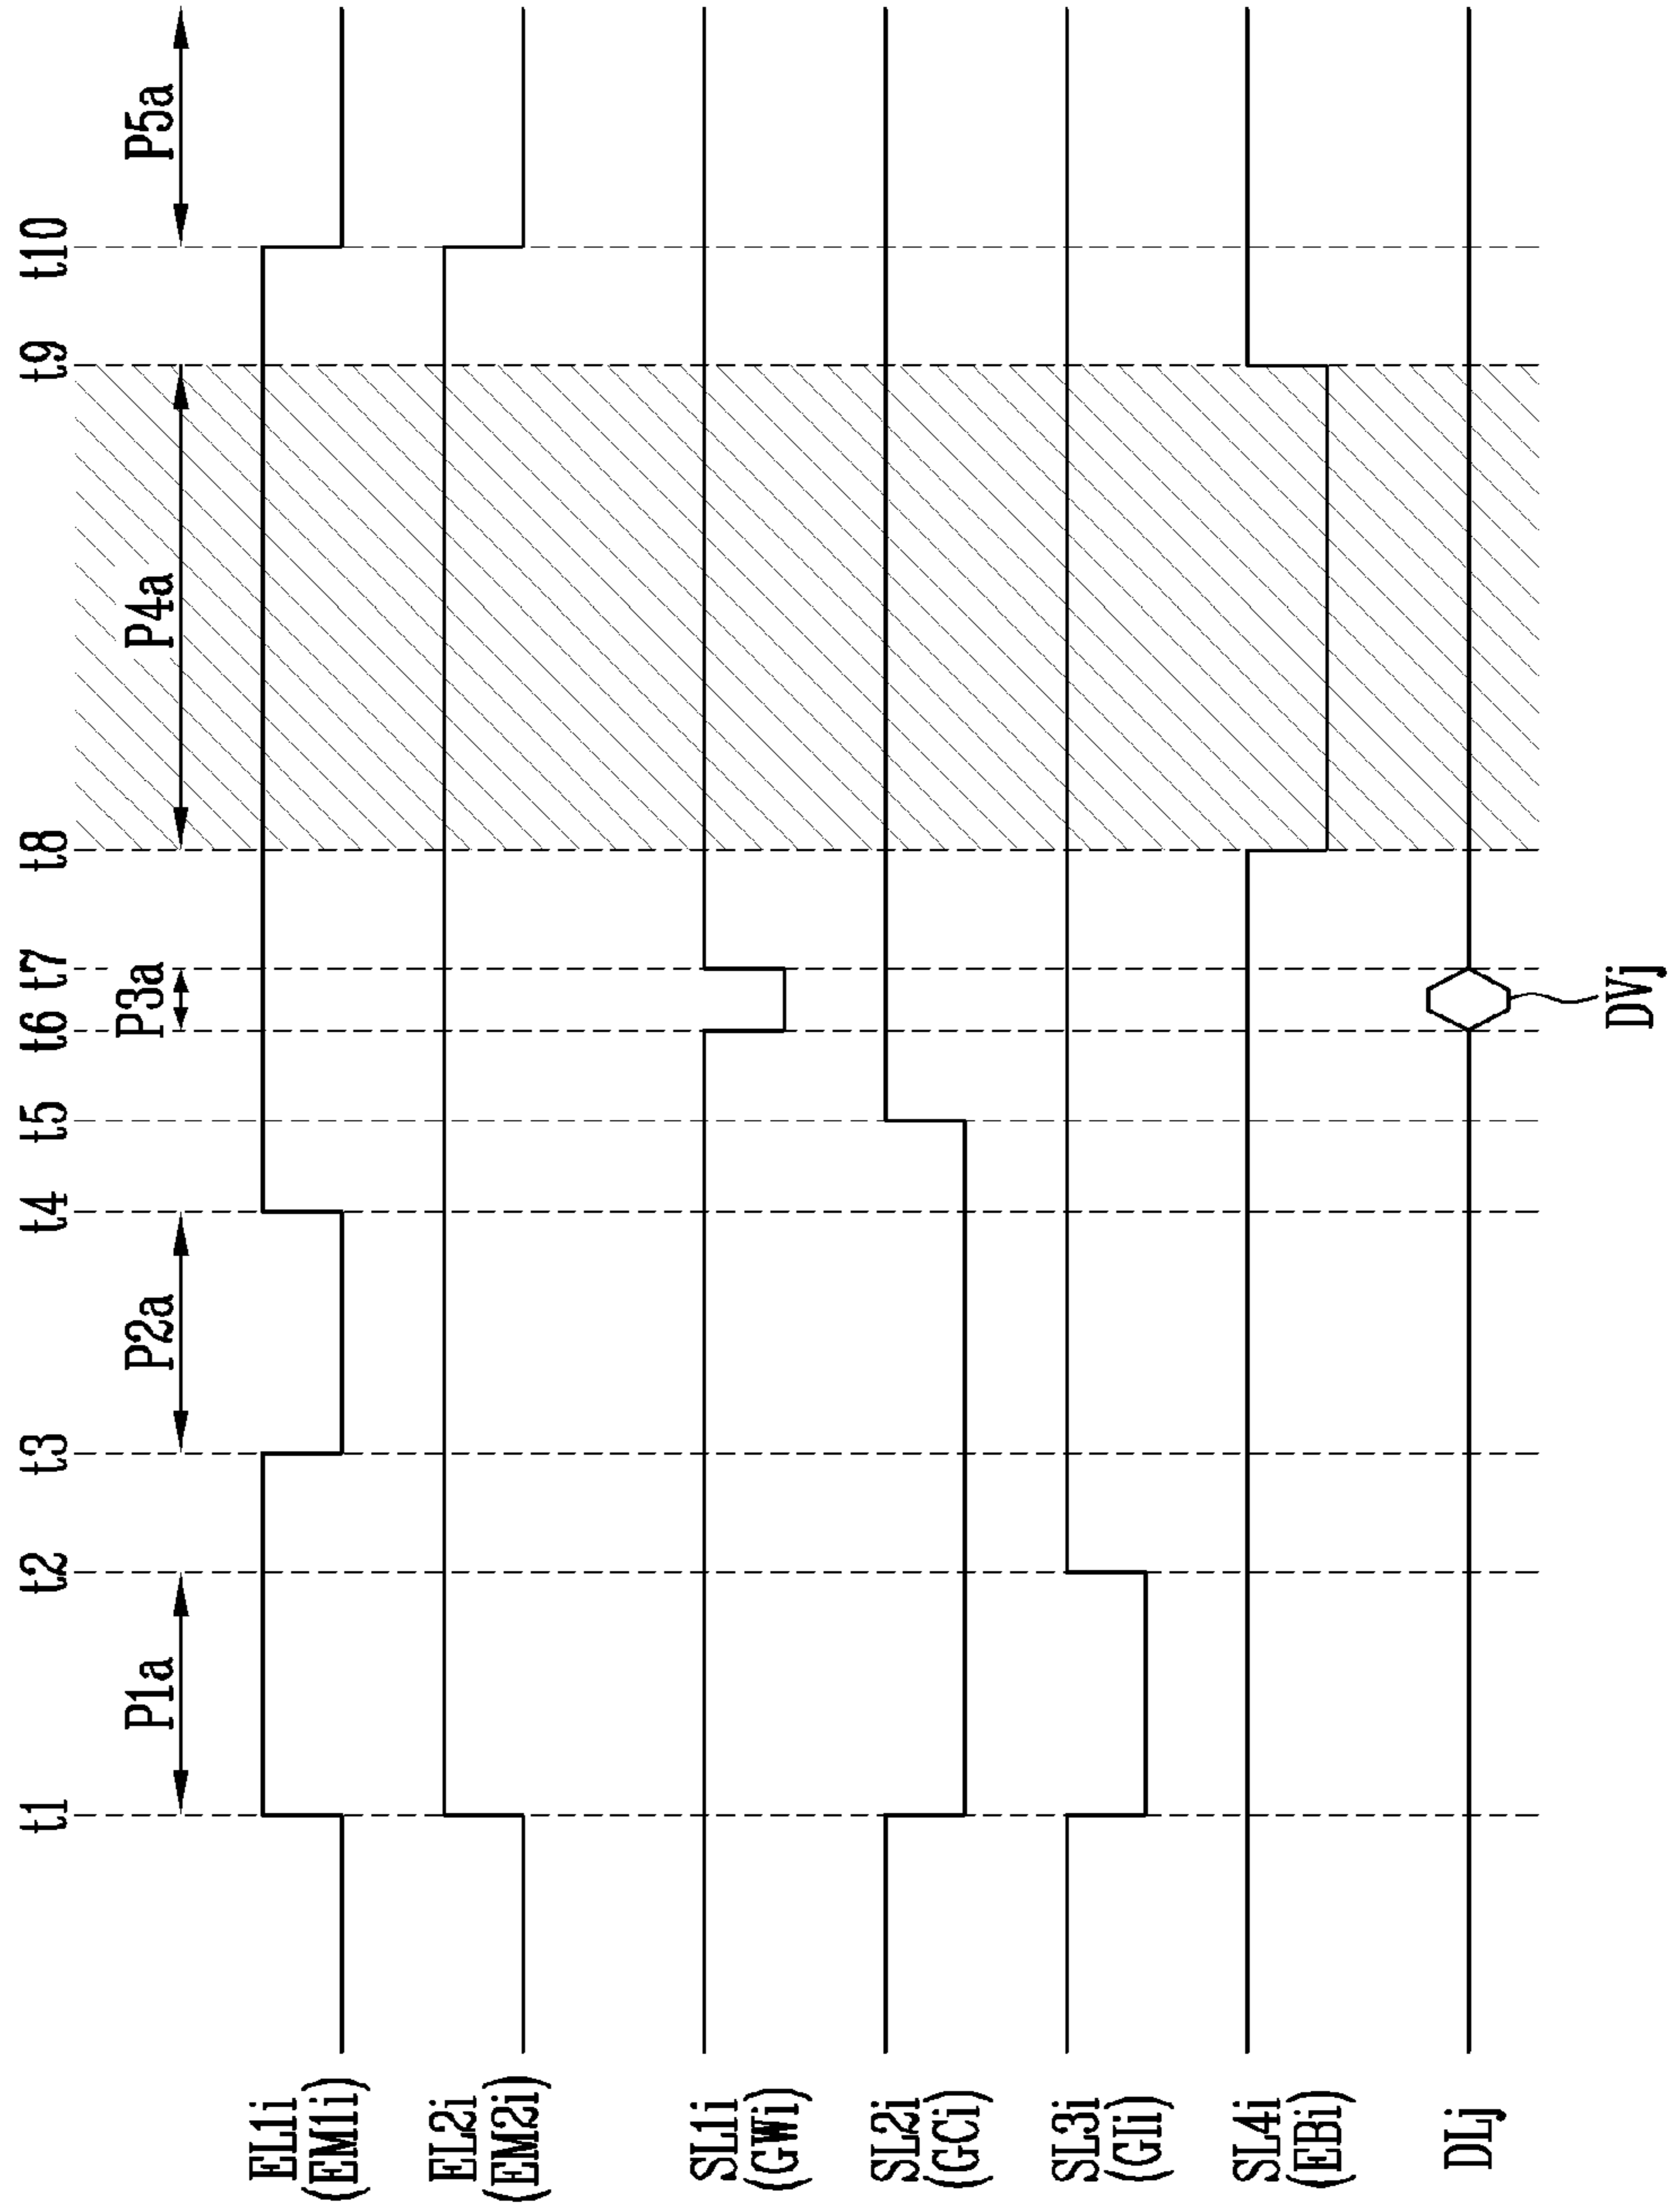 t1 t2 t3 t4 t5 t6 t7 t8 t9 t10
P1a P2a P3a P4a P5a
EL1i
(EM1i)
EL2i
(EM2i)
SL1i
(GWi)
SL2i
(GCi)
SL3i
(GIi)
SL4i
(EBi)
DLj
DVj